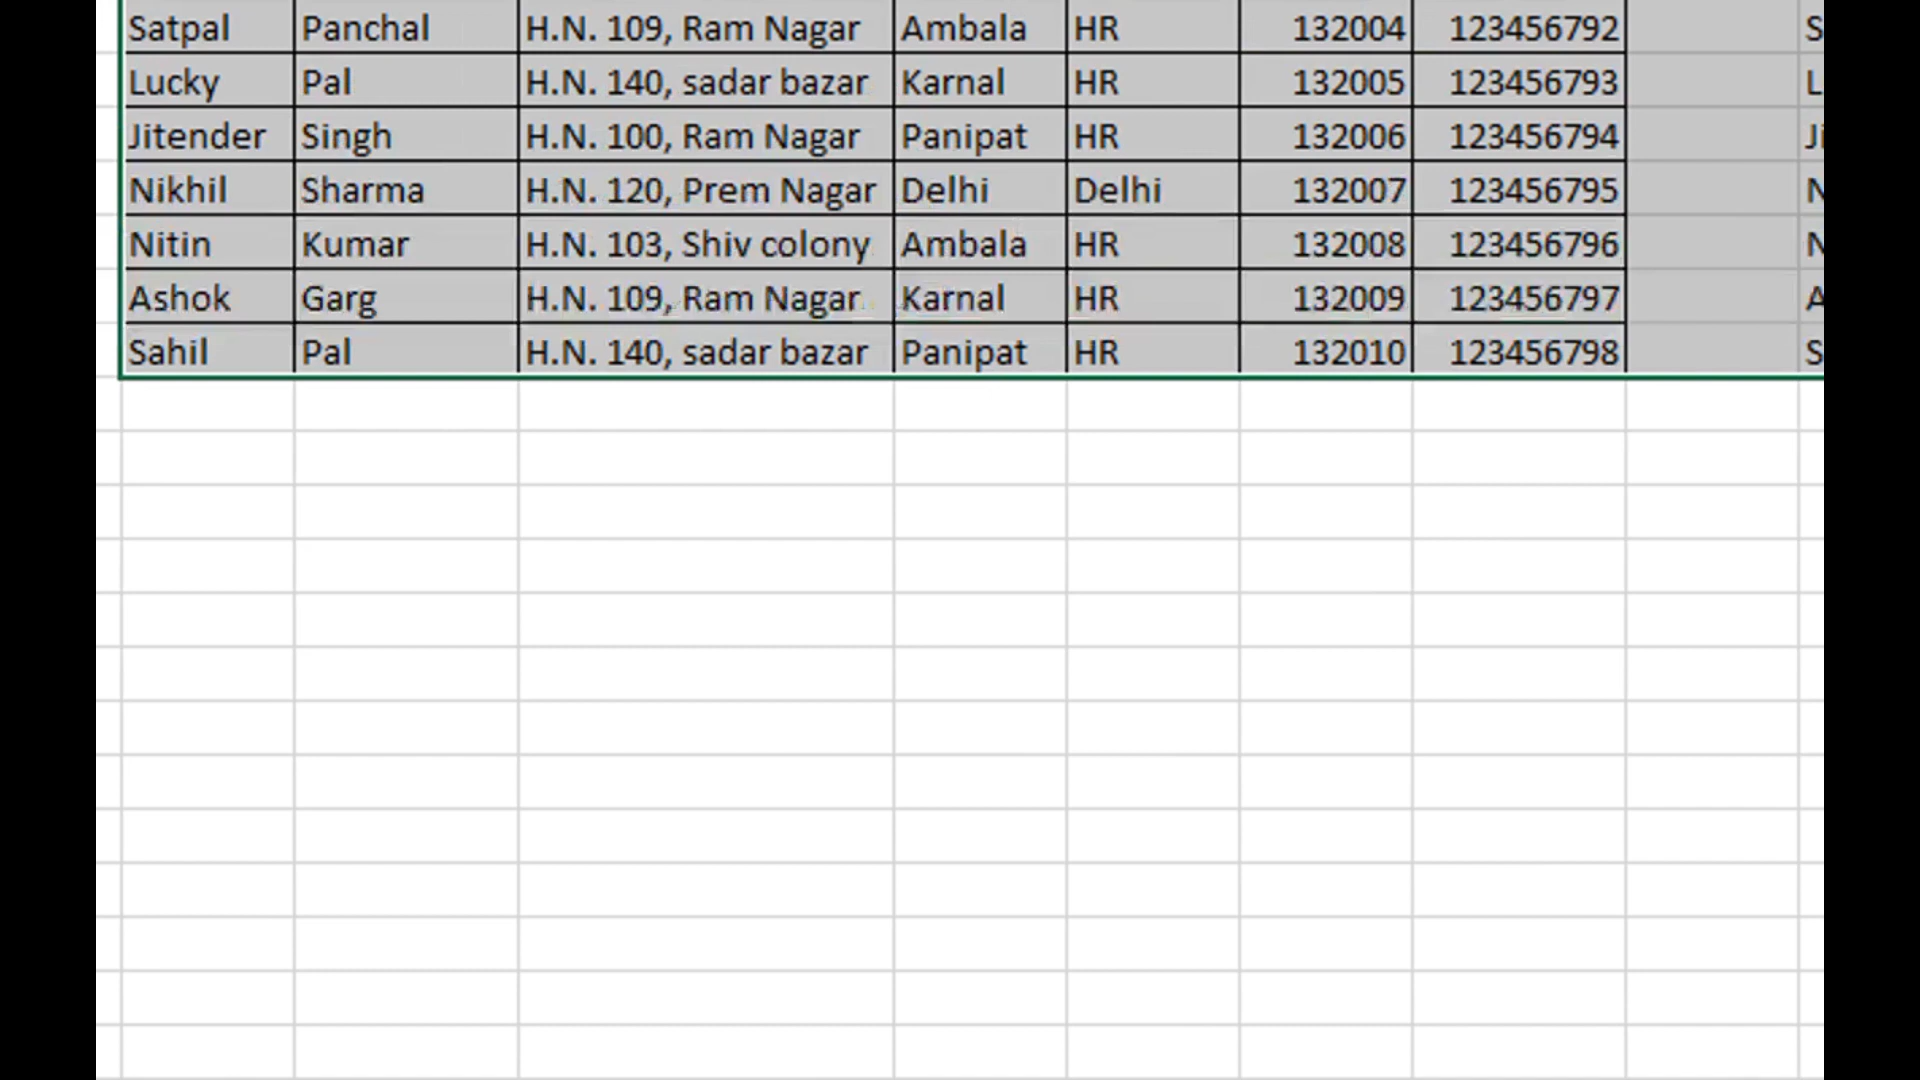 Satpal Panchal H.N. 109, Ram Nagar Ambala HR 132004 123456792 S
Lucky Pal H.N. 140, sadar bazar Karnal HR 132005 123456793 L
Jitender Singh H.N. 100, Ram Nagar Panipat HR 132006 123456794 Ji
Nikhil Sharma H.N. 120, Prem Nagar Delhi Delhi 132007 123456795 N
Nitin Kumar H.N. 103, Shiv colony Ambala HR 132008 123456796 N
Ashok Garg H.N. 109, Ram Nagar Karnal HR 132009 123456797 A
Sahil Pal H.N. 140, sadar bazar Panipat HR 132010 123456798 S